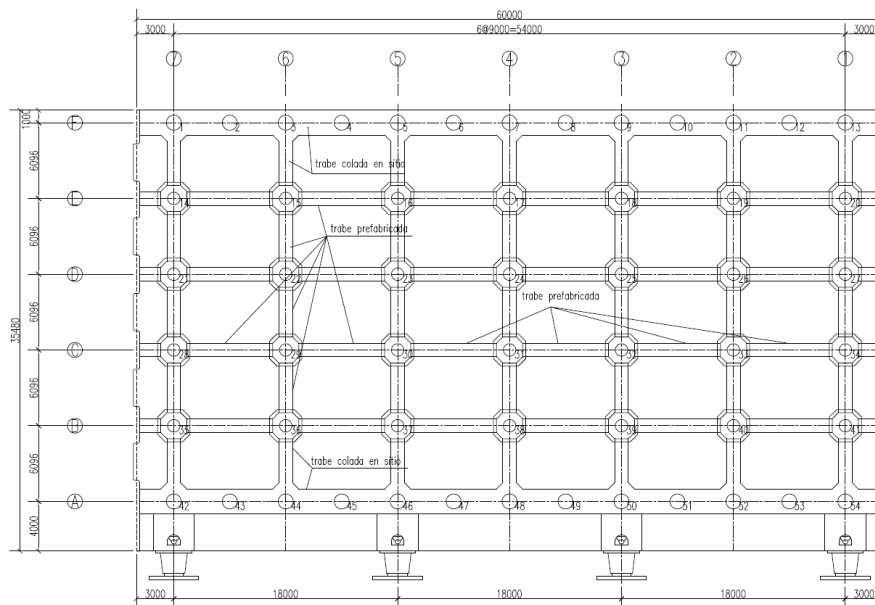 60000
3000 6@9000=54000 3000
7 6 5 4 3 2 1
1000
F 1 2 3 4 5 6 7 8 9 10 11 12 13
6096
trabe colada en sitio
14 15 16 17 18 19 20
6096
trabe prefabricada
D 21 22 23 24 25 26 27
6096
trabe prefabricada
35480
C 28 29 30 31 32 33 34
6096
B 35 36 37 38 39 40 41
6096
trabe colada en sitio
A 42 43 44 45 46 47 48 49 50 51 52 53 54
4000
3000 18000 18000 18000 3000